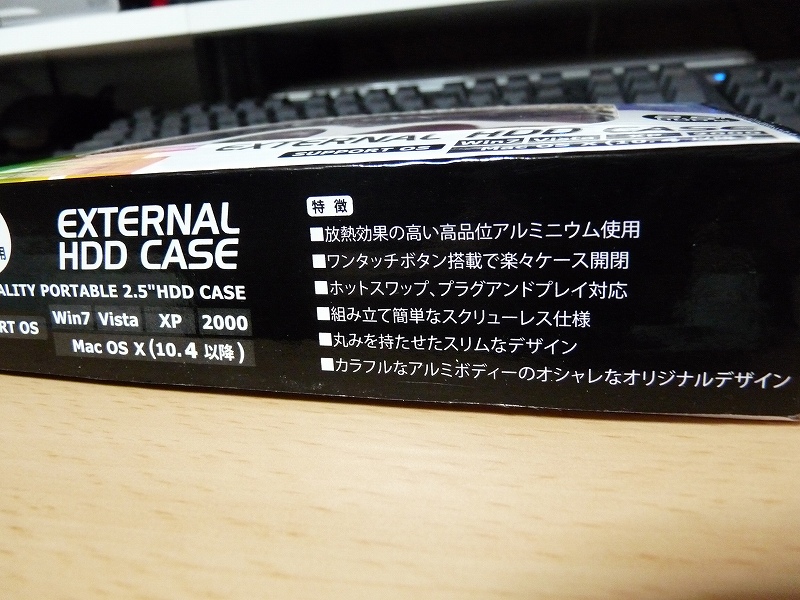 EXTERNAL HDD CASE
SUPPORT OS Win7
Mac OS X (10.4
用
EXTERNAL
HDD CASE
ALITY PORTABLE 2.5"HDD CASE
RT OS Win7 Vista XP 2000
Mac OS X (10.4 以降)
特徴
■放熱効果の高い高品位アルミニウム使用
■ワンタッチボタン搭載で楽々ケース開閉
■ホットスワップ、プラグアンドプレイ対応
■組み立て簡単なスクリューレス仕様
■丸みを持たせたスリムなデザイン
■カラフルなアルミボディーのオシャレなオリジナルデザイン